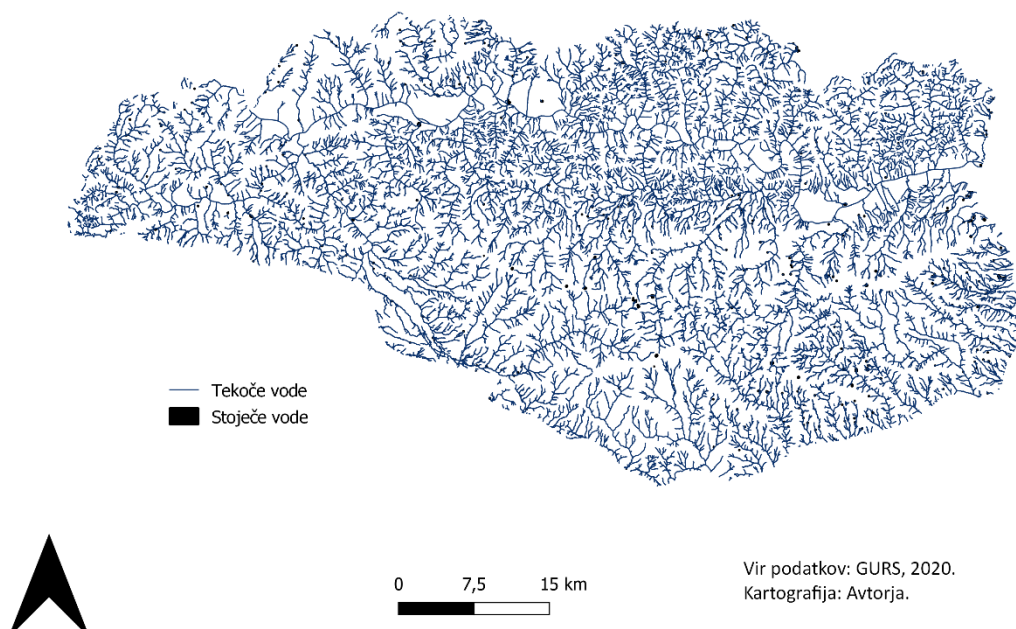 Tekoče vode
Stoječe vode
0 7,5 15 km
Vir podatkov: GURS, 2020.
Kartografija: Avtorja.